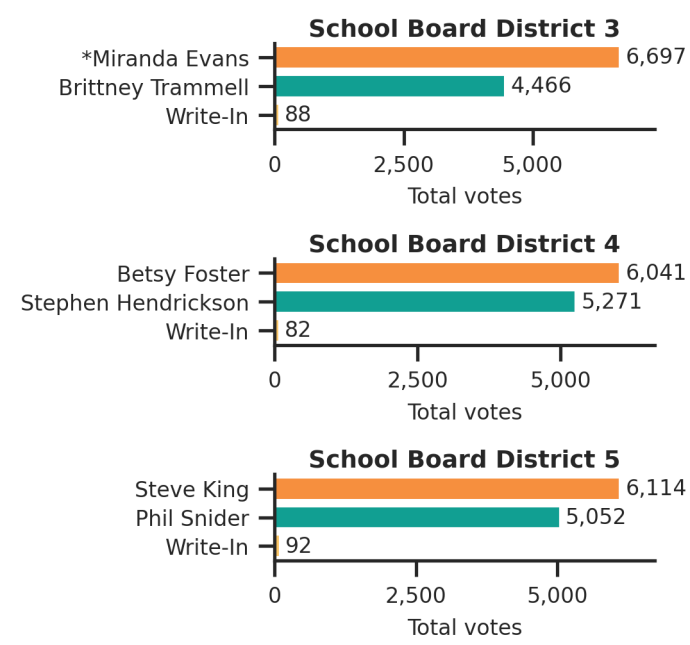 School Board District 3
*Miranda Evans 6,697
Brittney Trammell 4,466
Write-In 88
0 2,500 5,000
Total votes
School Board District 4
Betsy Foster 6,041
Stephen Hendrickson 5,271
Write-In 82
0 2,500 5,000
Total votes
School Board District 5
Steve King 6,114
Phil Snider 5,052
Write-In 92
0 2,500 5,000
Total votes